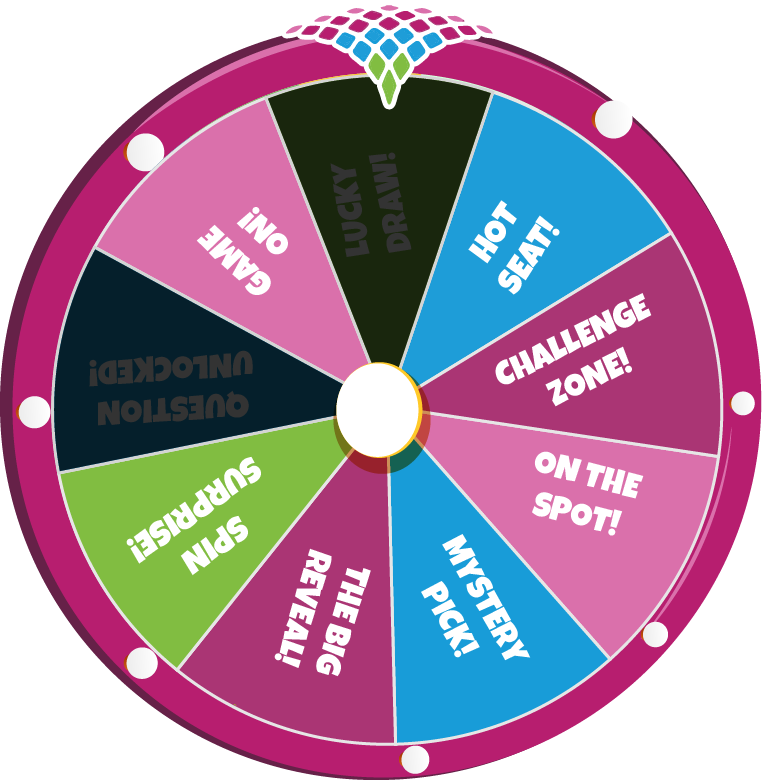 LUCKY
DRAW!
HOT
SEAT!
CHALLENGE
ZONE!
ON THE
SPOT!
MYSTERY
PICK!
THE BIG
REVEAL!
SPIN
SURPRISE!
QUESTION
UNLOCKED!
GAME
ON!